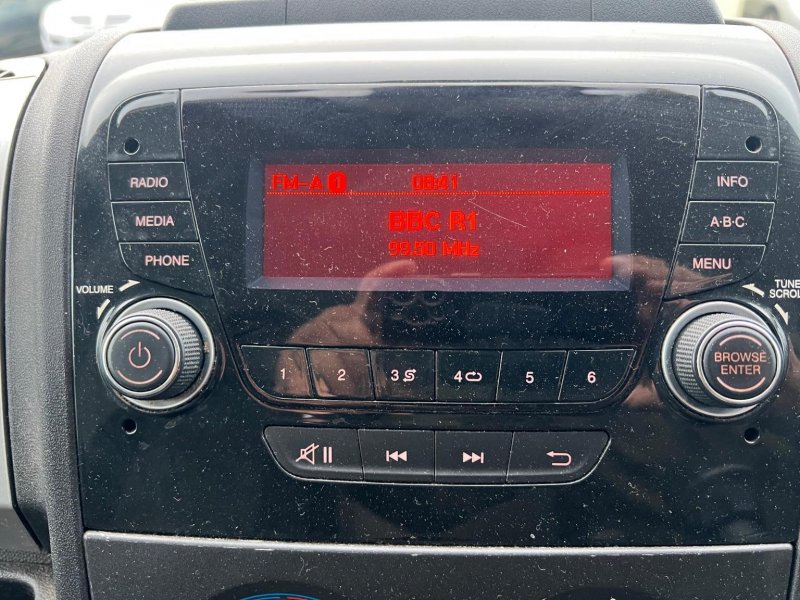 FM-A 08:41
BBC R1
99.50 MHz
RADIO
MEDIA
PHONE
INFO
A·B·C
MENU
VOLUME
TUNE
SCROLL
BROWSE
ENTER
1 2 3 4 5 6